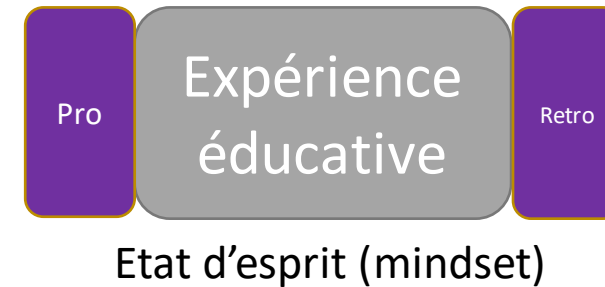 Pro
Expérience
éducative
Retro
Etat d'esprit (mindset)